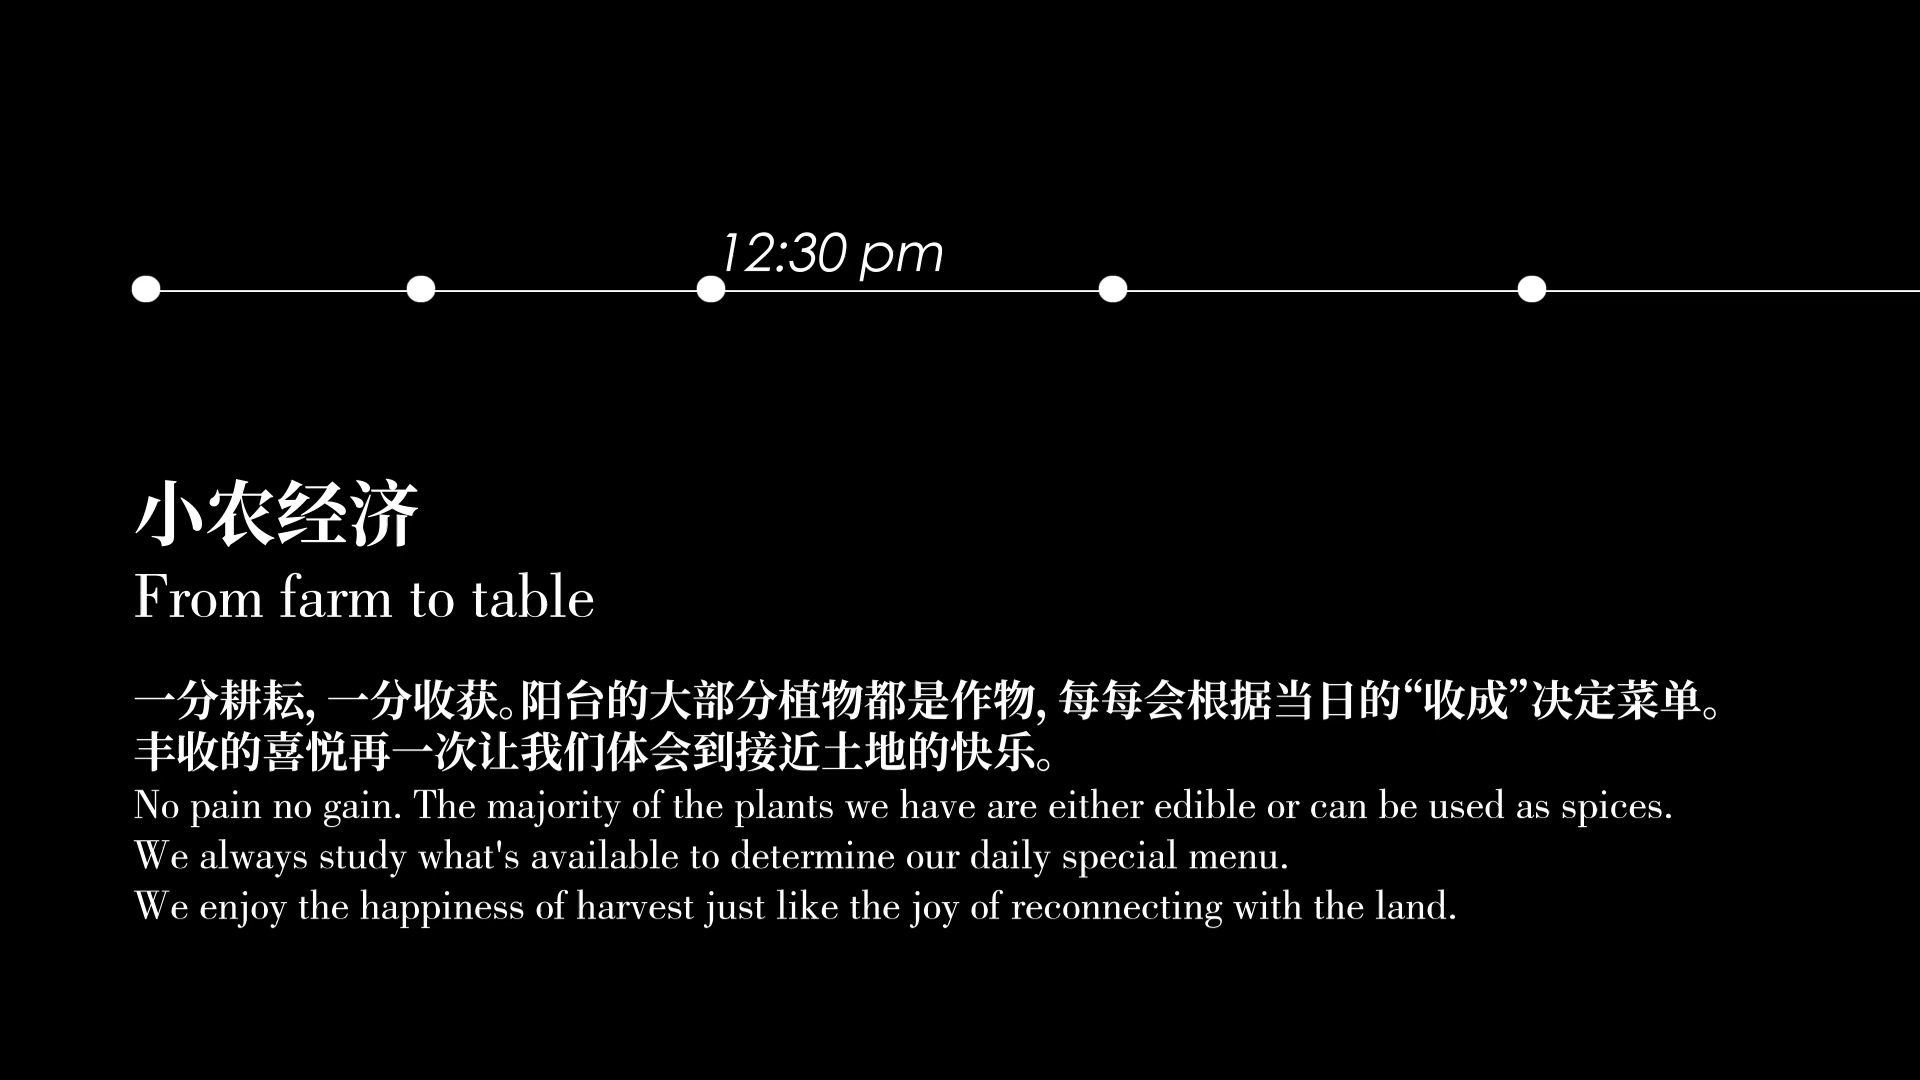 12:30 pm
小农经济
From farm to table
一分耕耘，一分收获。阳台的大部分植物都是作物，每每会根据当日的“收成”决定菜单。
丰收的喜悦再一次让我们体会到接近土地的快乐。
No pain no gain. The majority of the plants we have are either edible or can be used as spices.
We always study what's available to determine our daily special menu.
We enjoy the happiness of harvest just like the joy of reconnecting with the land.